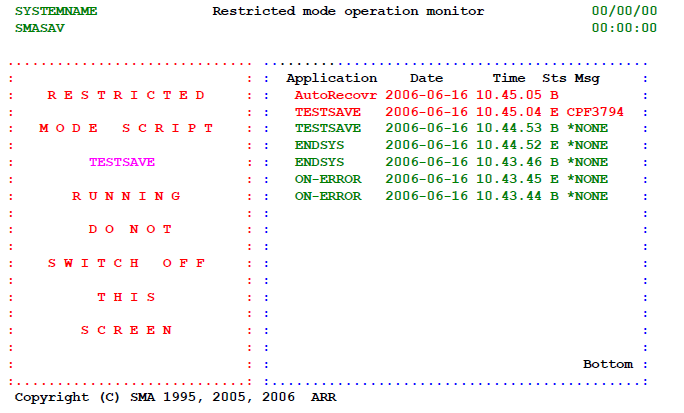 SYSTEMNAME Restricted mode operation monitor 00/00/00
SMASAV 00:00:00
Application Date Time Sts Msg
R E S T R I C T E D AutoRecovr 2006-06-16 10.45.05 B
TESTSAVE 2006-06-16 10.45.04 E CPF3794
M O D E S C R I P T TESTSAVE 2006-06-16 10.44.53 B *NONE
ENDSYS 2006-06-16 10.44.52 E *NONE
TESTSAVE ENDSYS 2006-06-16 10.43.46 B *NONE
ON-ERROR 2006-06-16 10.43.45 E *NONE
R U N N I N G ON-ERROR 2006-06-16 10.43.44 B *NONE
D O N O T
S W I T C H O F F
T H I S
S C R E E N
Bottom
Copyright (C) SMA 1995, 2005, 2006 ARR